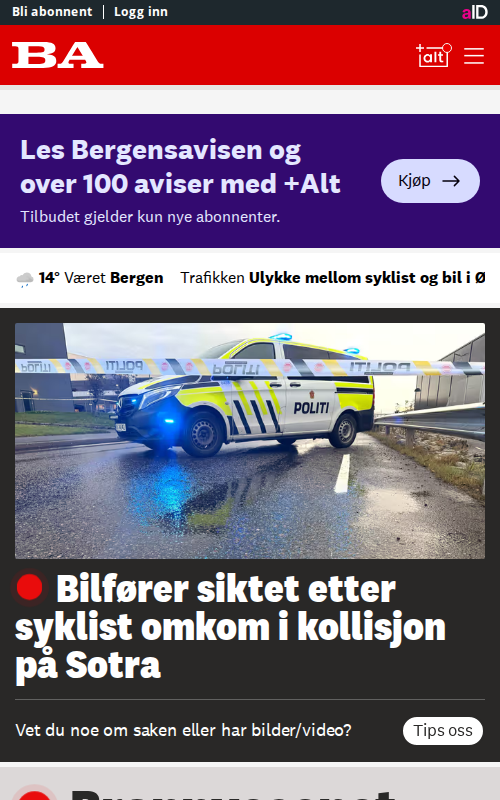 Bli abonnent | Logg inn
aID
BA
+alt
Les Bergensavisen og
over 100 aviser med +Alt
Kjøp
Tilbudet gjelder kun nye abonnenter.
14° Været Bergen Trafikken Ulykke mellom syklist og bil i Ø
POLITI POLITI POLITI
POLITI
Bilfører siktet etter
syklist omkom i kollisjon
på Sotra
Vet du noe om saken eller har bilder/video?
Tips oss